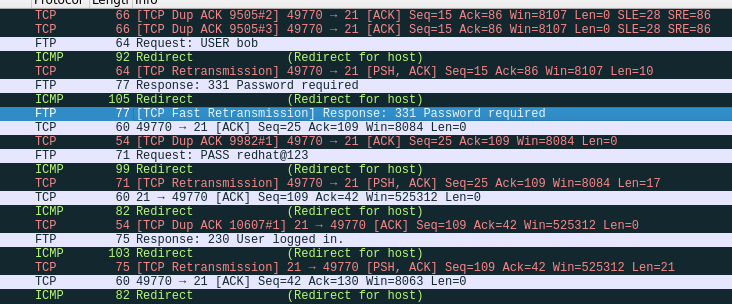 Protocol Length Info
TCP 66 [TCP Dup ACK 9505#2] 49770 → 21 [ACK] Seq=15 Ack=86 Win=8107 Len=0 SLE=28 SRE=86
TCP 66 [TCP Dup ACK 9505#3] 49770 → 21 [ACK] Seq=15 Ack=86 Win=8107 Len=0 SLE=28 SRE=86
FTP 64 Request: USER bob
ICMP 92 Redirect (Redirect for host)
TCP 64 [TCP Retransmission] 49770 → 21 [PSH, ACK] Seq=15 Ack=86 Win=8107 Len=10
FTP 77 Response: 331 Password required
ICMP 105 Redirect (Redirect for host)
FTP 77 [TCP Fast Retransmission] Response: 331 Password required
TCP 60 49770 → 21 [ACK] Seq=25 Ack=109 Win=8084 Len=0
TCP 54 [TCP Dup ACK 9982#1] 49770 → 21 [ACK] Seq=25 Ack=109 Win=8084 Len=0
FTP 71 Request: PASS redhat@123
ICMP 99 Redirect (Redirect for host)
TCP 71 [TCP Retransmission] 49770 → 21 [PSH, ACK] Seq=25 Ack=109 Win=8084 Len=17
TCP 60 21 → 49770 [ACK] Seq=109 Ack=42 Win=525312 Len=0
ICMP 82 Redirect (Redirect for host)
TCP 54 [TCP Dup ACK 10607#1] 21 → 49770 [ACK] Seq=109 Ack=42 Win=525312 Len=0
FTP 75 Response: 230 User logged in.
ICMP 103 Redirect (Redirect for host)
TCP 75 [TCP Retransmission] 21 → 49770 [PSH, ACK] Seq=109 Ack=42 Win=525312 Len=21
TCP 60 49770 → 21 [ACK] Seq=42 Ack=130 Win=8063 Len=0
ICMP 82 Redirect (Redirect for host)